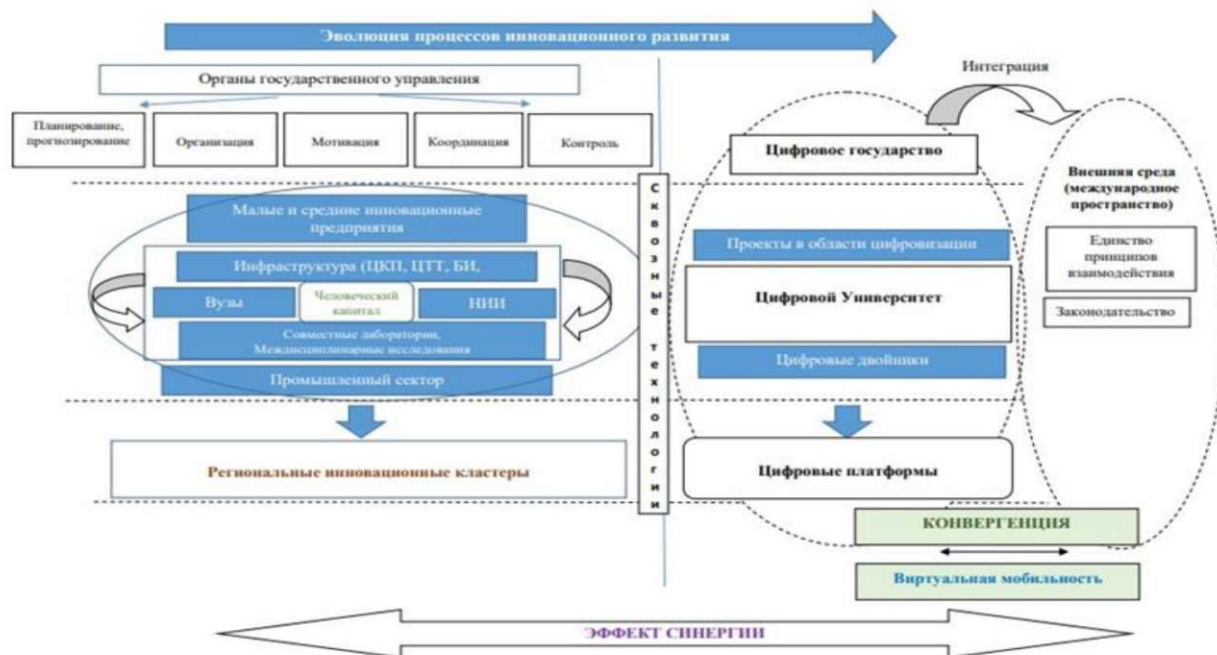 Эволюция процессов инновационного развития
Органы государственного управления
Интеграция
Планирование,
прогнозирование
Организация
Мотивация
Координация
Контроль
Цифровое государство
Внешняя среда
(международное
пространство)
Единство
принципов
взаимодействия
Законодательство
Малые и средние инновационные
предприятия
Инфраструктура (ЦКП, ЦТТ, БИ,
Вузы
Человеческий
капитал
НИИ
Совместные лаборатории,
Междисциплинарные исследования
Промышленный сектор
Региональные инновационные кластеры
Сквозные технологии
Проекты в области цифровизации
Цифровой Университет
Цифровые двойники
Цифровые платформы
КОНВЕРГЕНЦИЯ
Виртуальная мобильность
ЭФФЕКТ СИНЕРГИИ